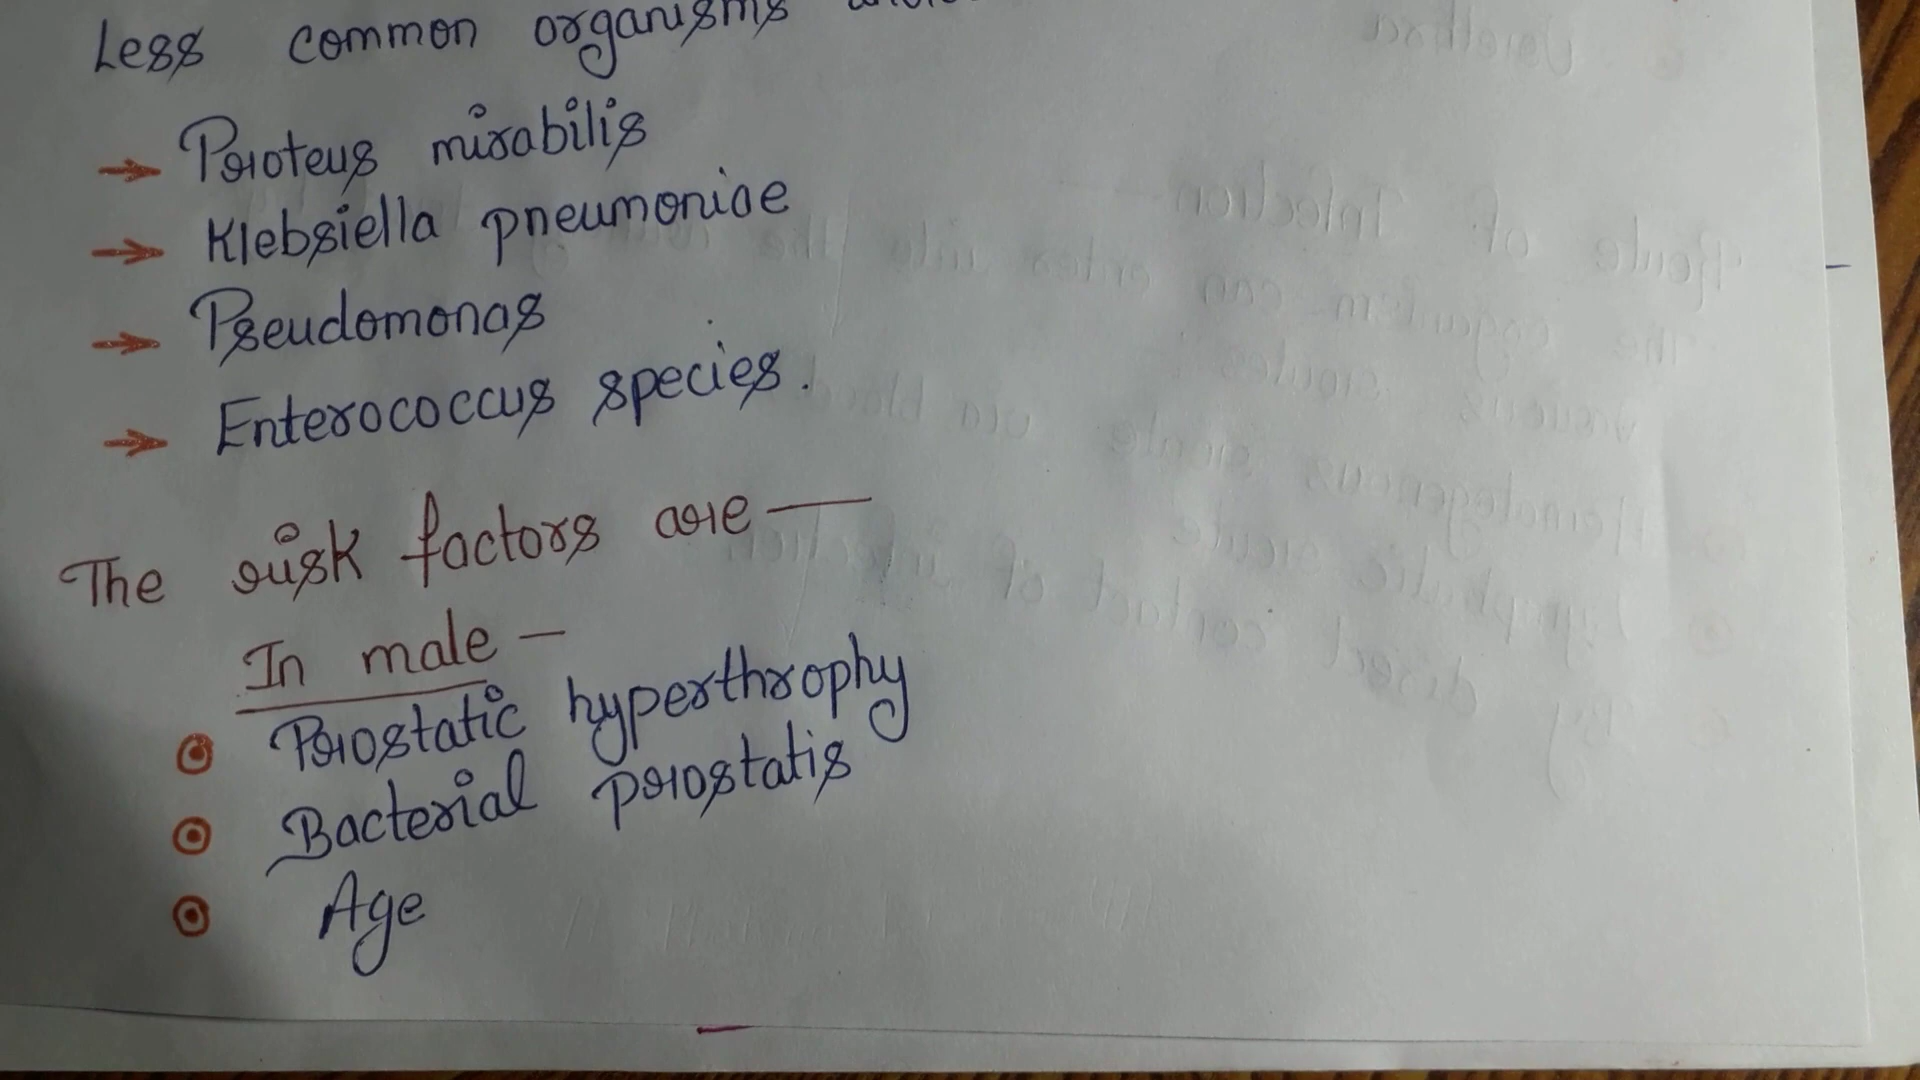 Less common organisms
→ Proteus mirabilis
→ Klebsiella pneumoniae
→ Pseudomonas
→ Enterococcus species.
The risk factors are —
In male —
Prostatic hyperthrophy
Bacterial prostatis
Age